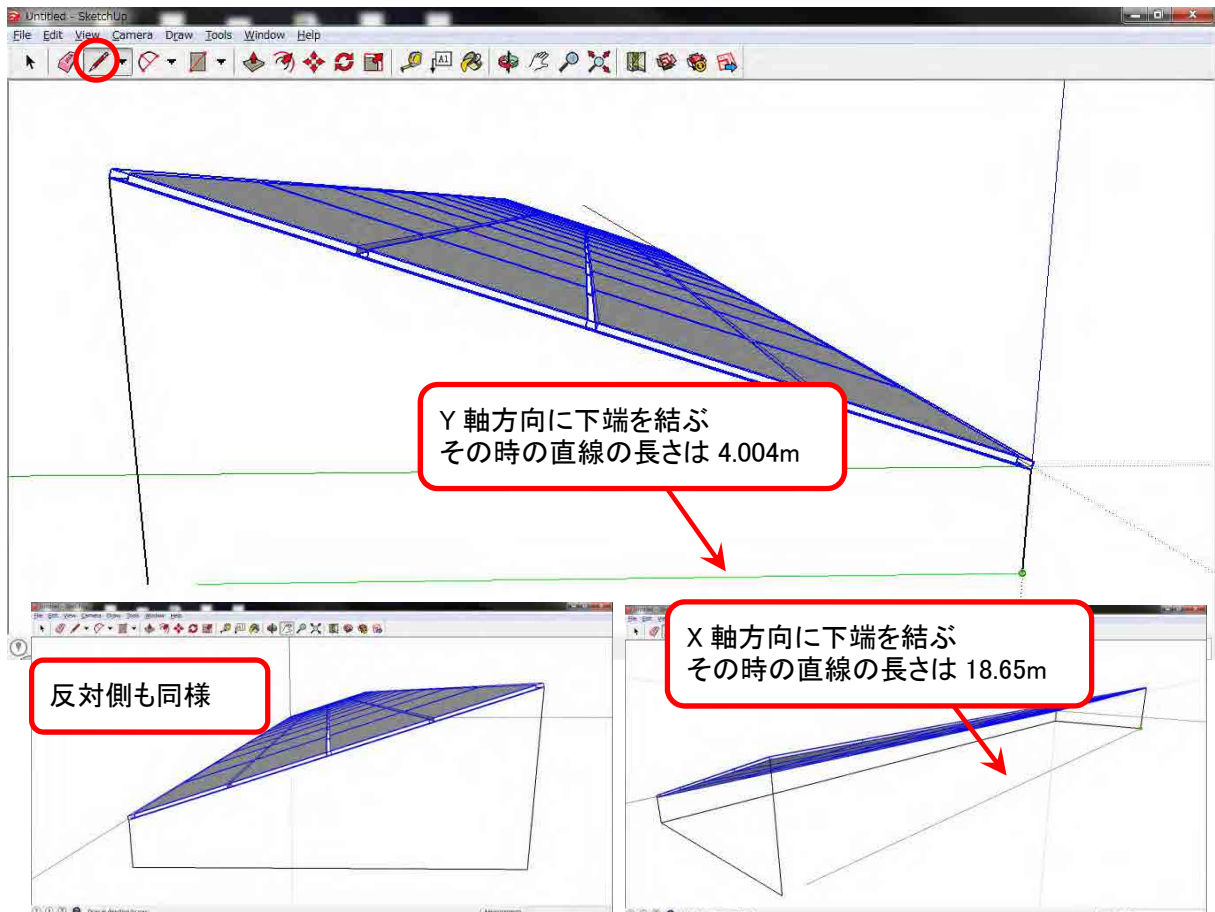 Untitled - SketchUp
File Edit View Camera Draw Tools Window Help
A1
Y 軸方向に下端を結ぶ
その時の直線の長さは 4.004m
反対側も同様
X 軸方向に下端を結ぶ
その時の直線の長さは 18.65m